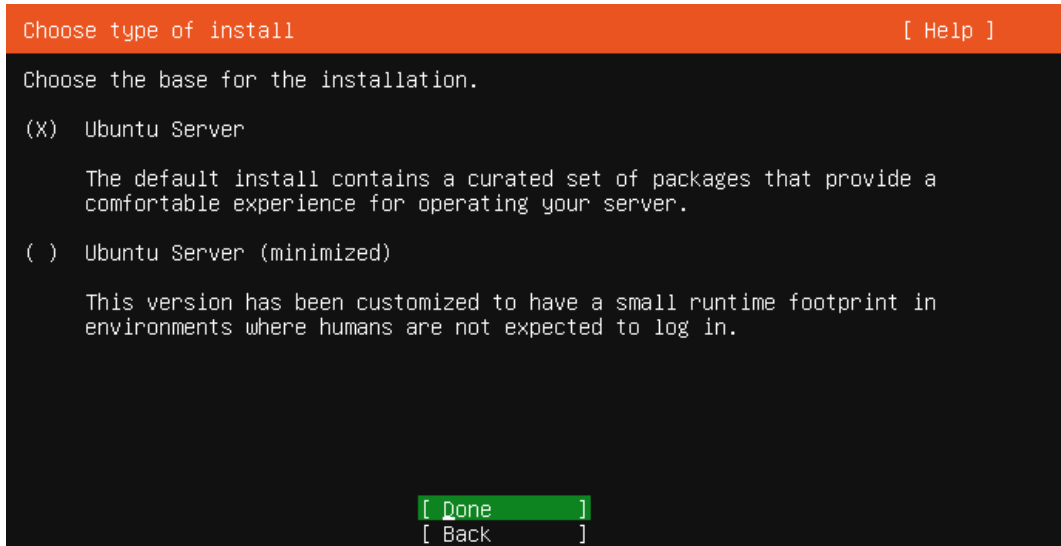 Choose type of install [ Help ]
Choose the base for the installation.
(X) Ubuntu Server
The default install contains a curated set of packages that provide a
comfortable experience for operating your server.
( ) Ubuntu Server (minimized)
This version has been customized to have a small runtime footprint in
environments where humans are not expected to log in.
[ Done ]
[ Back ]